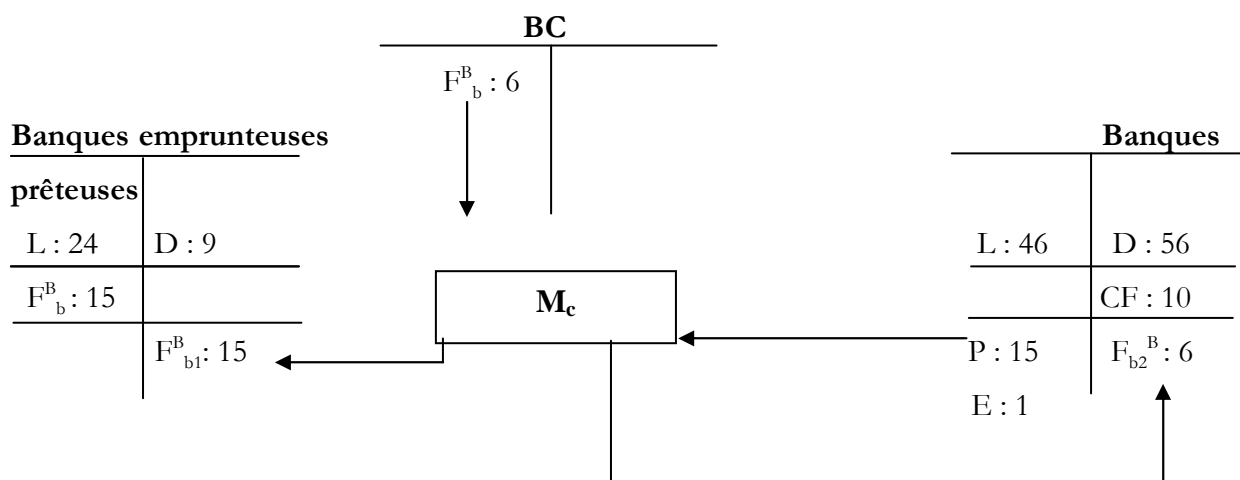 BC
F^B_b : 6
Banques emprunteuses
Banques
prêteuses
L : 24 D : 9
L : 46 D : 56
F^B_b : 15
M_c
CF : 10
F^B_b1 : 15
P : 15 F_b2^B : 6
E : 1